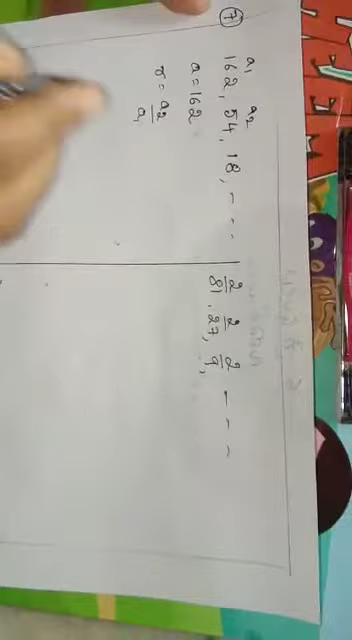 7
a₁ a₂
162, 54, 18, - - -
a = 162
r = a₂/a₁
2/81, 2/27, 2/9, - - -